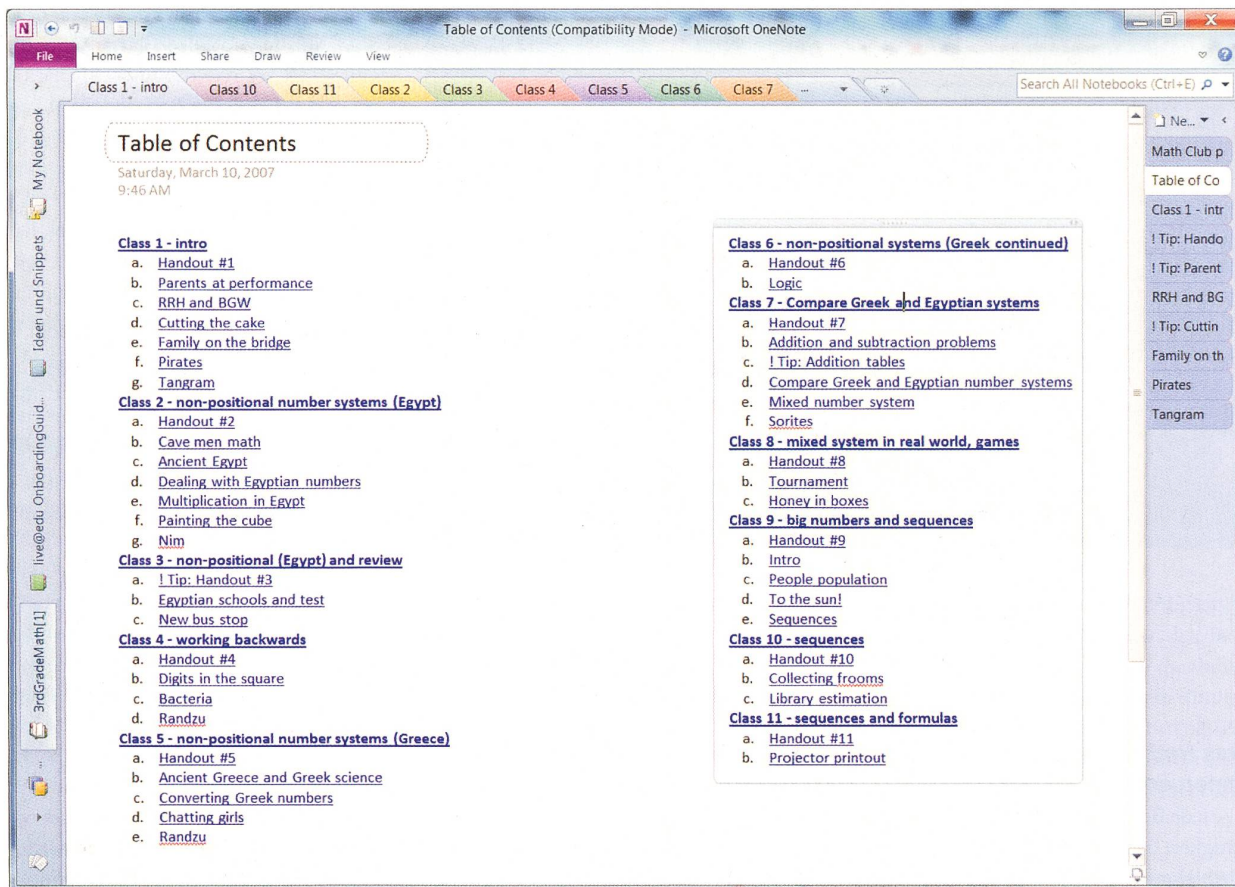 Table of Contents (Compatibility Mode) - Microsoft OneNote
File Home Insert Share Draw Review View
Class 1 - intro Class 10 Class 11 Class 2 Class 3 Class 4 Class 5 Class 6 Class 7 ...
Search All Notebooks (Ctrl+E)
My Notebook
Ideen und Snippets
live@edu OnboardingGuid...
3rdGradeMath[1]
Table of Contents
Saturday, March 10, 2007
9:46 AM
Class 1 - intro
a. Handout #1
b. Parents at performance
c. RRH and BGW
d. Cutting the cake
e. Family on the bridge
f. Pirates
g. Tangram
Class 2 - non-positional number systems (Egypt)
a. Handout #2
b. Cave men math
c. Ancient Egypt
d. Dealing with Egyptian numbers
e. Multiplication in Egypt
f. Painting the cube
g. Nim
Class 3 - non-positional (Egypt) and review
a. ! Tip: Handout #3
b. Egyptian schools and test
c. New bus stop
Class 4 - working backwards
a. Handout #4
b. Digits in the square
c. Bacteria
d. Randzu
Class 5 - non-positional number systems (Greece)
a. Handout #5
b. Ancient Greece and Greek science
c. Converting Greek numbers
d. Chatting girls
e. Randzu
Class 6 - non-positional systems (Greek continued)
a. Handout #6
b. Logic
Class 7 - Compare Greek and Egyptian systems
a. Handout #7
b. Addition and subtraction problems
c. ! Tip: Addition tables
d. Compare Greek and Egyptian number systems
e. Mixed number system
f. Sorites
Class 8 - mixed system in real world, games
a. Handout #8
b. Tournament
c. Honey in boxes
Class 9 - big numbers and sequences
a. Handout #9
b. Intro
c. People population
d. To the sun!
e. Sequences
Class 10 - sequences
a. Handout #10
b. Collecting frooms
c. Library estimation
Class 11 - sequences and formulas
a. Handout #11
b. Projector printout
Ne...
Math Club p
Table of Co
Class 1 - intr
! Tip: Hando
! Tip: Parent
RRH and BG
! Tip: Cuttin
Family on th
Pirates
Tangram